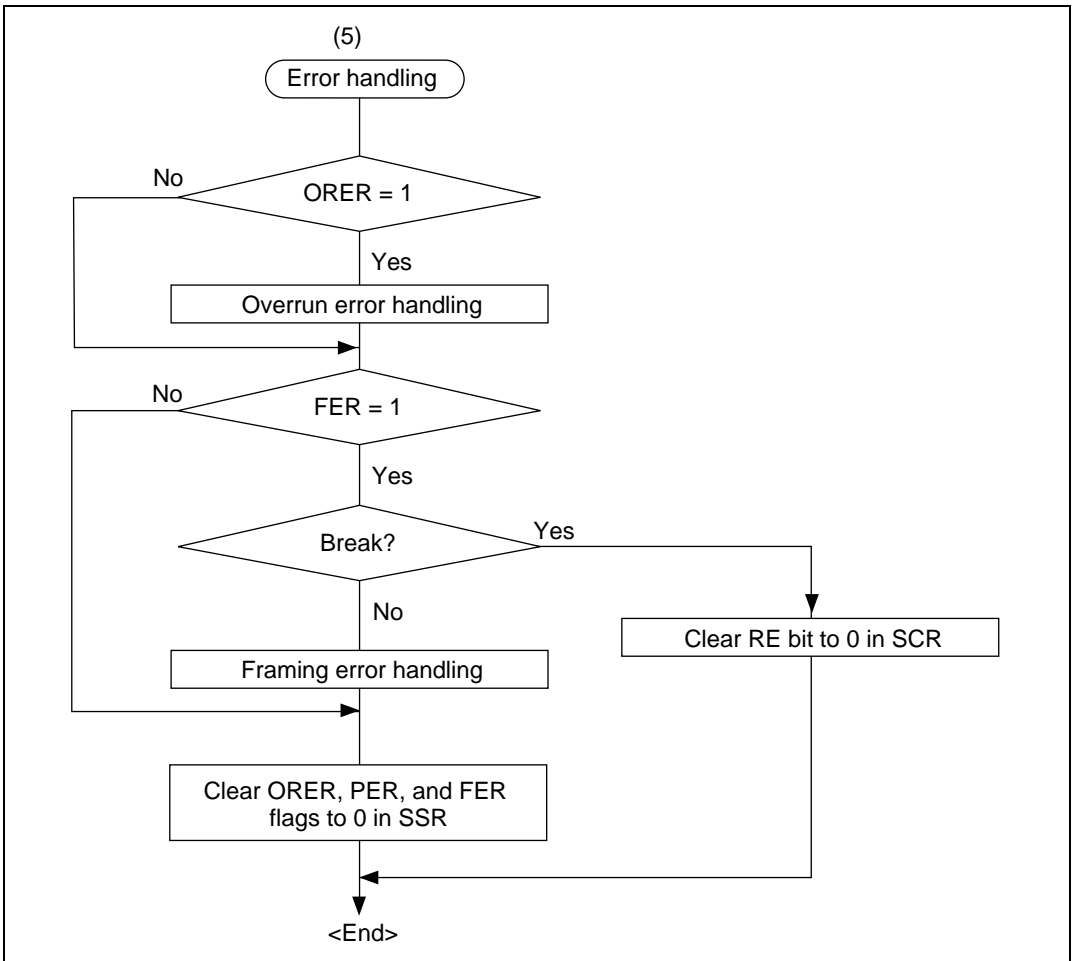 (5)
Error handling
No
ORER = 1
Yes
Overrun error handling
No
FER = 1
Yes
Break?
Yes
No
Clear RE bit to 0 in SCR
Framing error handling
Clear ORER, PER, and FER
flags to 0 in SSR
<End>